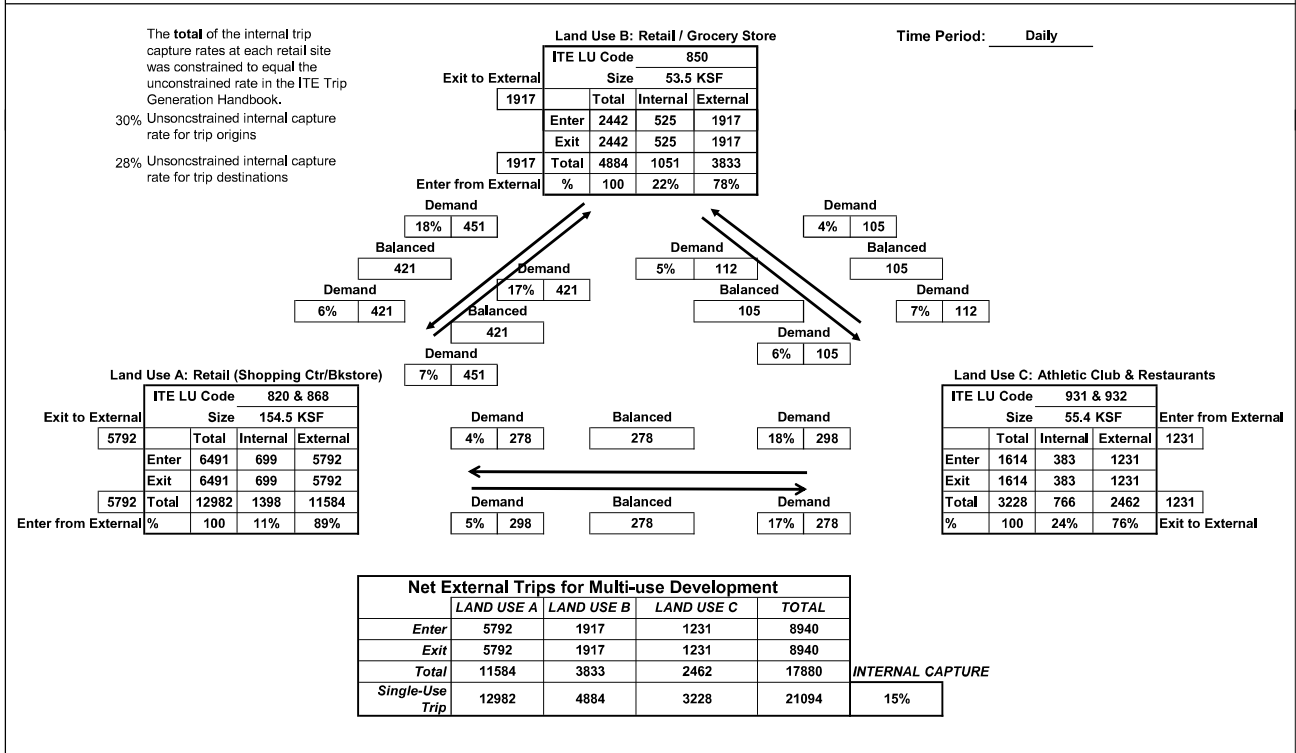 The total of the internal trip
capture rates at each retail site
was constrained to equal the
unconstrained rate in the ITE Trip
Generation Handbook.
30% Unsoncstrained internal capture
rate for trip origins
28% Unsoncstrained internal capture
rate for trip destinations
Time Period: Daily
Land Use B: Retail / Grocery Store
ITE LU Code 850
Size 53.5 KSF
Exit to External
1917
Total Internal External
Enter 2442 525 1917
Exit 2442 525 1917
1917 Total 4884 1051 3833
Enter from External % 100 22% 78%
Demand
18% 451
Balanced
421
Demand
6% 421
Demand
17% 421
Balanced
421
Demand
7% 451
Demand
5% 112
Balanced
105
Demand
6% 105
Demand
4% 105
Balanced
105
Demand
7% 112
Land Use A: Retail (Shopping Ctr/Bkstore)
ITE LU Code 820 & 868
Exit to External Size 154.5 KSF
5792 Total Internal External
Enter 6491 699 5792
Exit 6491 699 5792
5792 Total 12982 1398 11584
Enter from External % 100 11% 89%
Demand Balanced Demand
4% 278 278 18% 298
Demand Balanced Demand
5% 298 278 17% 278
Land Use C: Athletic Club & Restaurants
ITE LU Code 931 & 932
Size 55.4 KSF Enter from External
Total Internal External 1231
Enter 1614 383 1231
Exit 1614 383 1231
Total 3228 766 2462 1231
% 100 24% 76% Exit to External
Net External Trips for Multi-use Development
LAND USE A LAND USE B LAND USE C TOTAL
Enter 5792 1917 1231 8940
Exit 5792 1917 1231 8940
Total 11584 3833 2462 17880 INTERNAL CAPTURE
Single-Use
Trip 12982 4884 3228 21094 15%